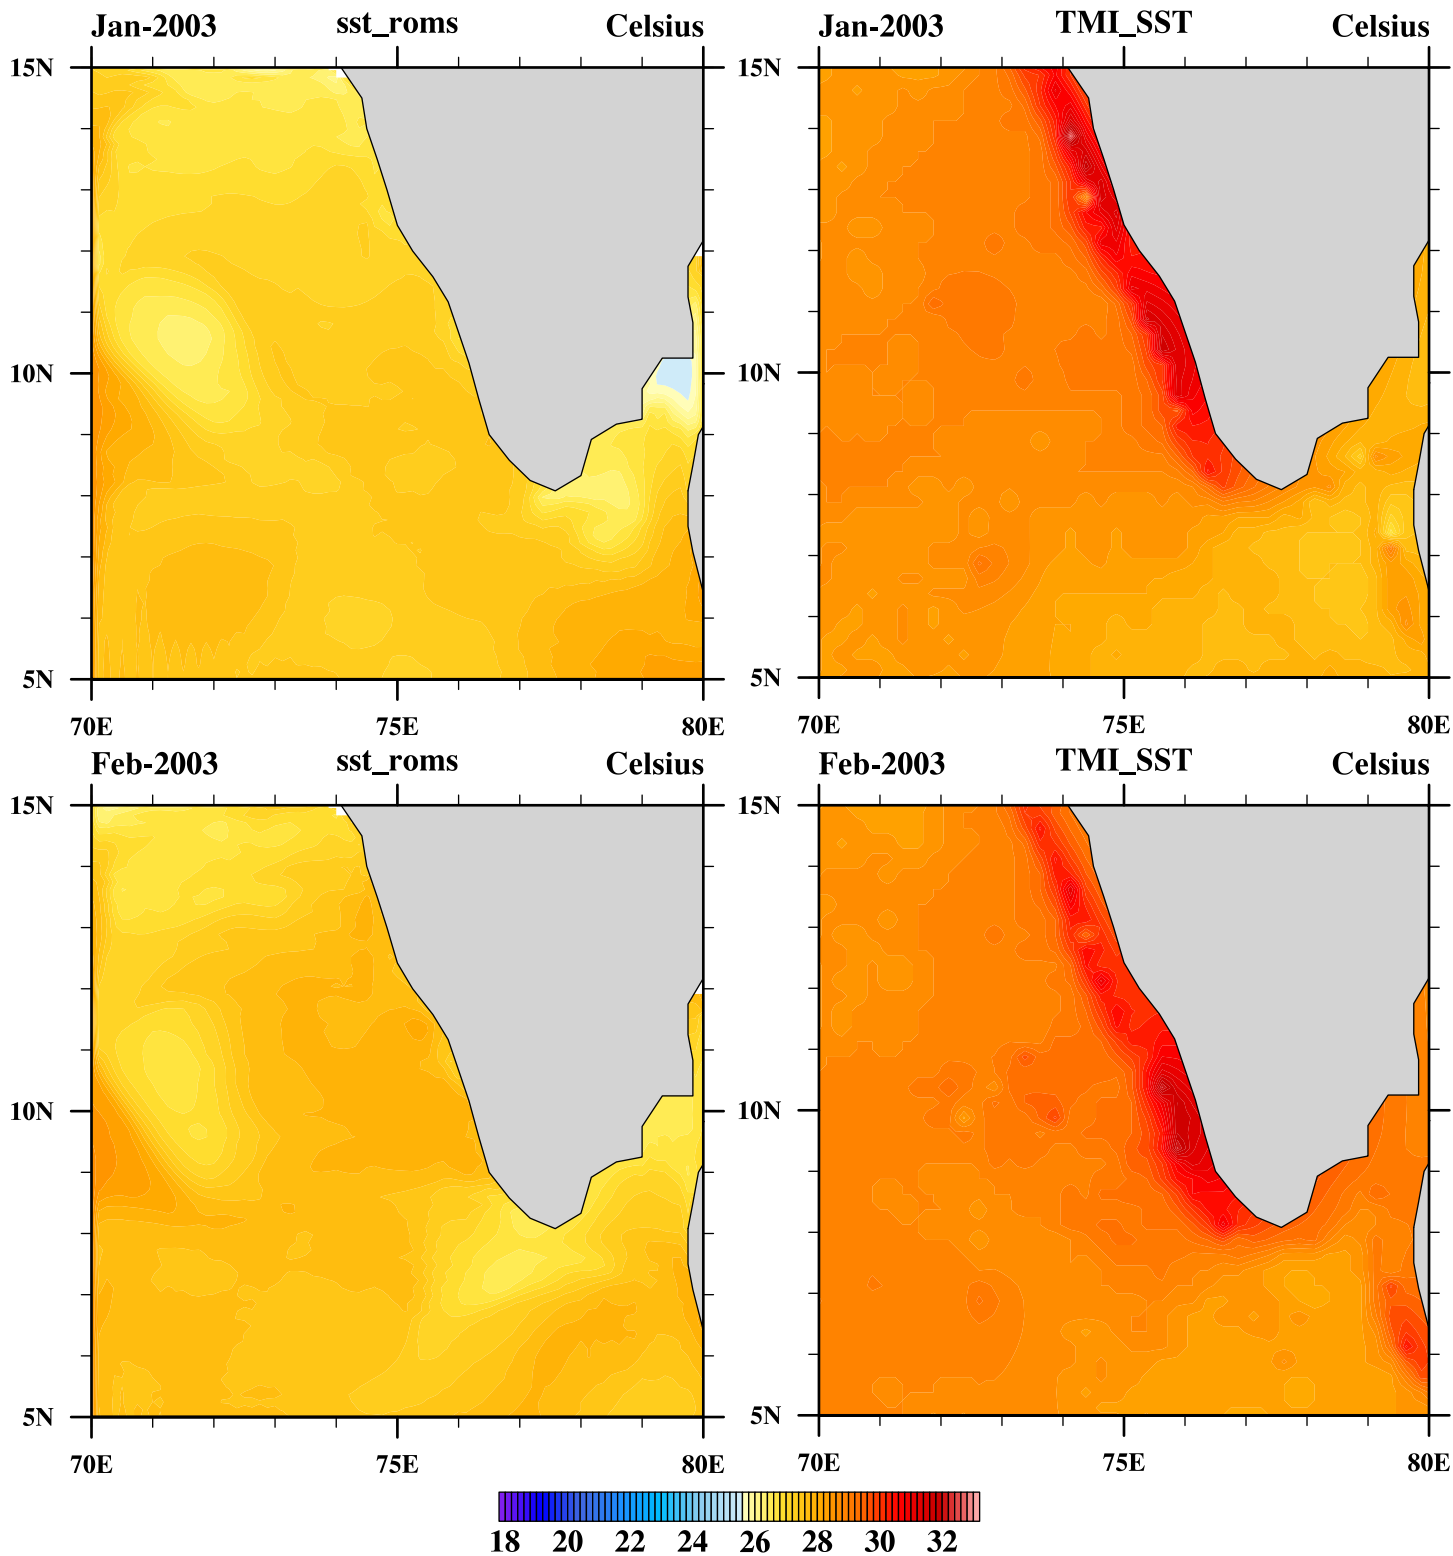 Jan-2003 sst_roms Celsius Jan-2003 TMI_SST Celsius
15N 15N
10N 10N
5N 5N
70E 75E 80E 70E 75E 80E
Feb-2003 sst_roms Celsius Feb-2003 TMI_SST Celsius
15N 15N
10N 10N
5N 5N
70E 75E 80E 70E 75E 80E
18 20 22 24 26 28 30 32